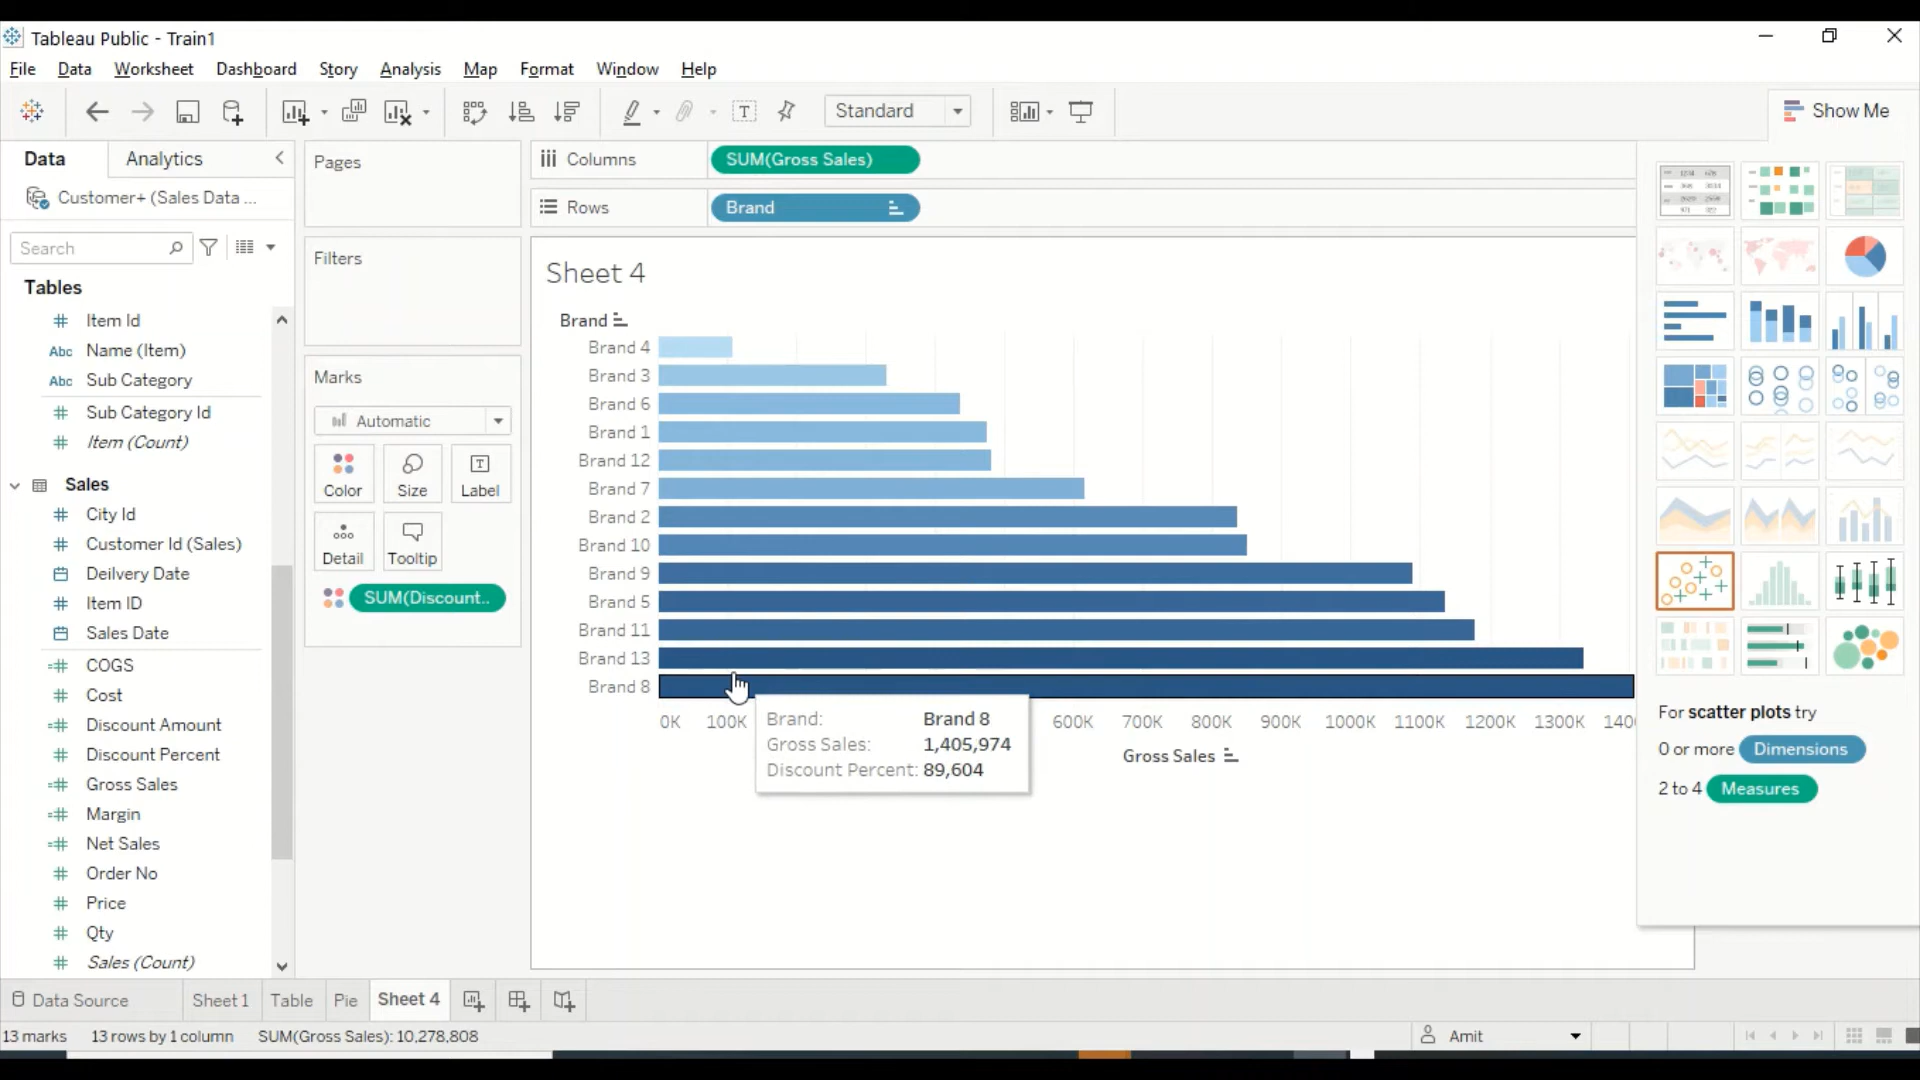 Tableau Public - Train1
File Data Worksheet Dashboard Story Analysis Map Format Window Help
Standard
Show Me
Data Analytics
Customer+ (Sales Data ...
Search
Tables
Item Id
Abc Name (Item)
Abc Sub Category
Sub Category Id
Item (Count)
Sales
City Id
Customer Id (Sales)
Deilvery Date
Item ID
Sales Date
COGS
Cost
Discount Amount
Discount Percent
Gross Sales
Margin
Net Sales
Order No
Price
Qty
Sales (Count)
Pages
Filters
Marks
Automatic
Color Size Label
Detail Tooltip
SUM(Discount..
Columns SUM(Gross Sales)
Rows Brand
Sheet 4
Brand
Brand 4
Brand 3
Brand 6
Brand 1
Brand 12
Brand 7
Brand 2
Brand 10
Brand 9
Brand 5
Brand 11
Brand 13
Brand 8
0K 100K 600K 700K 800K 900K 1000K 1100K 1200K 1300K
Gross Sales
Brand: Brand 8
Gross Sales: 1,405,974
Discount Percent: 89,604
For scatter plots try
0 or more Dimensions
2 to 4 Measures
Data Source Sheet 1 Table Pie Sheet 4
13 marks 13 rows by 1 column SUM(Gross Sales): 10,278,808
Amit